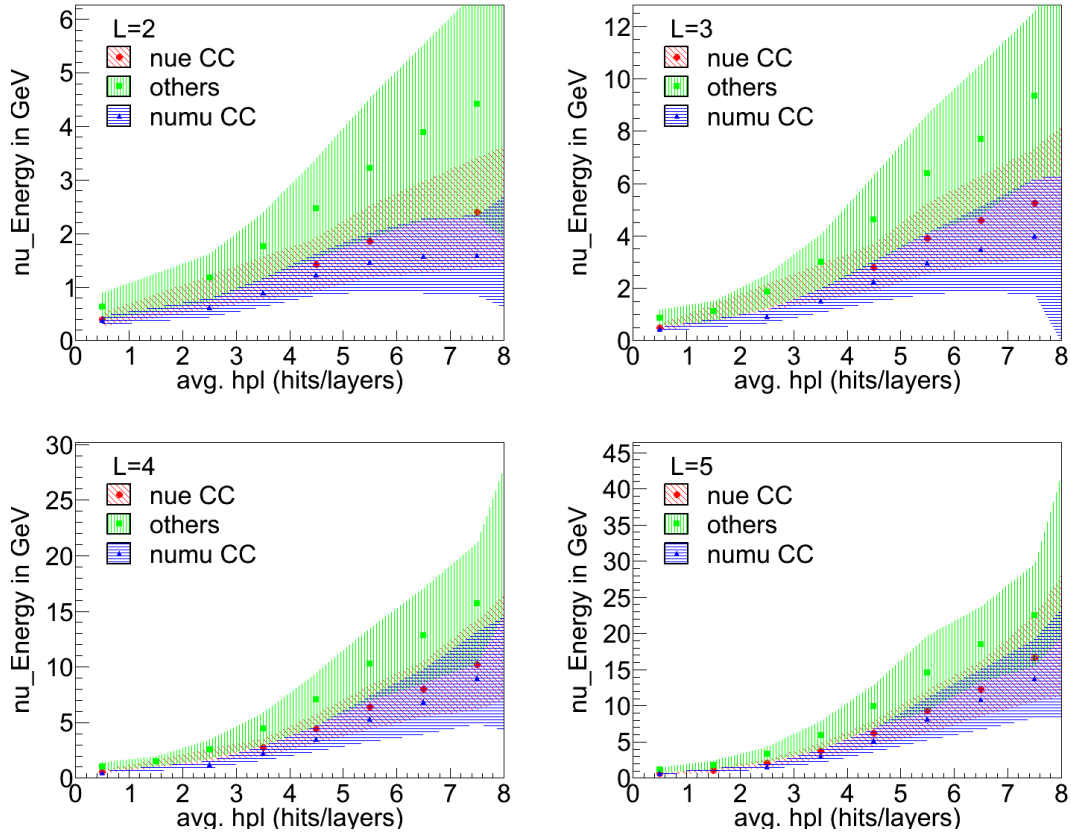 L=2
nue CC
others
numu CC
nu_Energy in GeV
0
1
2
3
4
5
6
0 1 2 3 4 5 6 7 8
avg. hpl (hits/layers)
L=3
nue CC
others
numu CC
nu_Energy in GeV
0
2
4
6
8
10
12
0 1 2 3 4 5 6 7 8
avg. hpl (hits/layers)
L=4
nue CC
others
numu CC
nu_Energy in GeV
0
5
10
15
20
25
30
0 1 2 3 4 5 6 7 8
avg. hpl (hits/layers)
L=5
nue CC
others
numu CC
nu_Energy in GeV
0
5
10
15
20
25
30
35
40
45
0 1 2 3 4 5 6 7 8
avg. hpl (hits/layers)